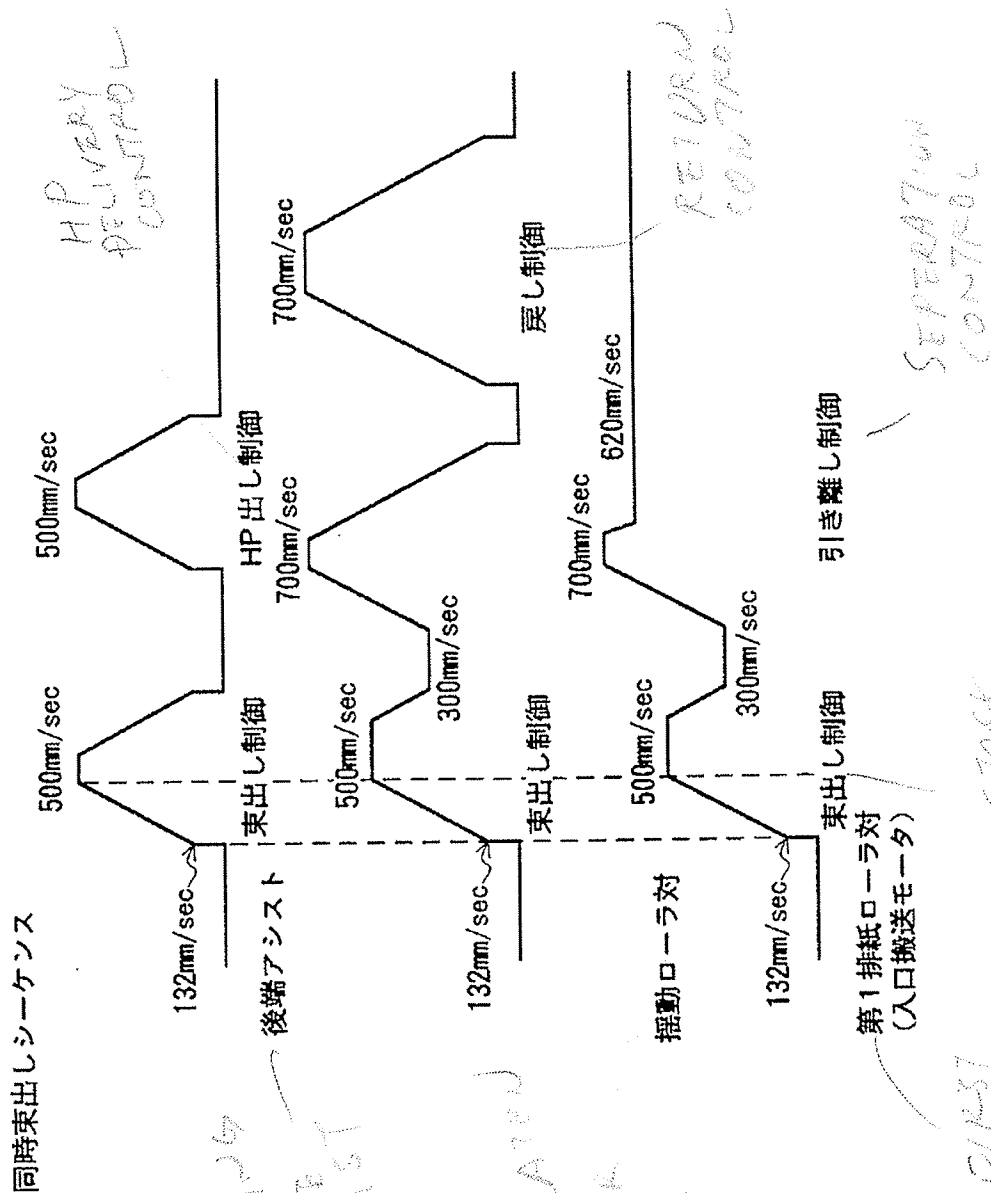 同時束出しシーケンス
500mm/sec
500mm/sec
132mm/sec
束出し制御
HP出し制御
後端アシスト
HP
DELIVERY
CONTROL
500mm/sec
300mm/sec
700mm/sec
700mm/sec
132mm/sec
束出し制御
戻し制御
揺動ローラ対
RETURN
CONTROL
500mm/sec
300mm/sec
700mm/sec
620mm/sec
132mm/sec
束出し制御
引き離し制御
第1排紙ローラ対
(入口搬送モータ)
SEPERATION
CONTROL